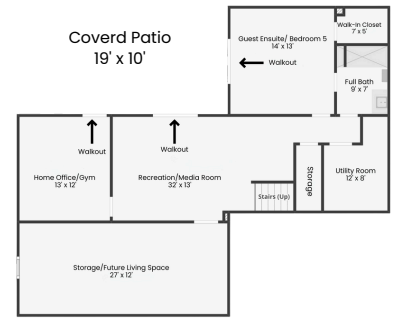 Coverd Patio
19' x 10'
Guest Ensuite/ Bedroom 5
14' x 13'
Walkout
Walk-In Closet
7' x 5'
Full Bath
9' x 7'
Walkout
Walkout
Home Office/Gym
13' x 12'
Recreation/Media Room
32' x 13'
Stairs (Up)
Storage
Utility Room
12' x 8'
Storage/Future Living Space
27' x 12'